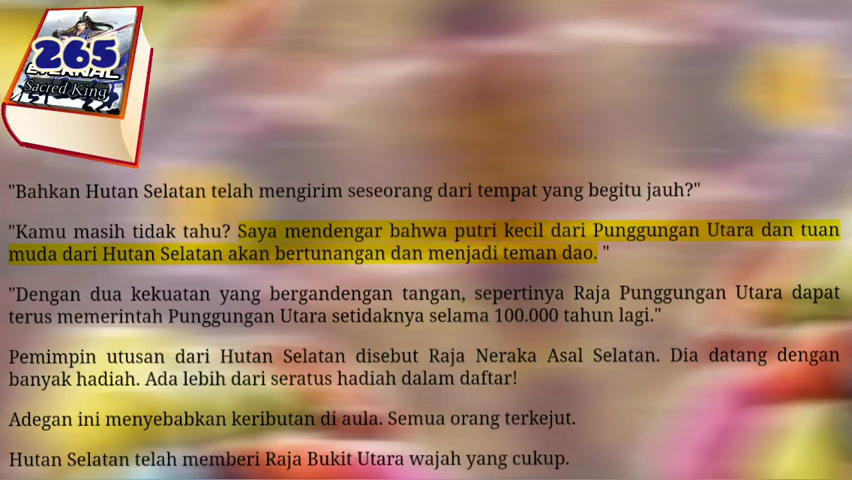 265
ETERNAL
Sacred King
"Bahkan Hutan Selatan telah mengirim seseorang dari tempat yang begitu jauh?"
"Kamu masih tidak tahu? Saya mendengar bahwa putri kecil dari Punggungan Utara dan tuan
muda dari Hutan Selatan akan bertunangan dan menjadi teman dao. "
"Dengan dua kekuatan yang bergandengan tangan, sepertinya Raja Punggungan Utara dapat
terus memerintah Punggungan Utara setidaknya selama 100.000 tahun lagi."
Pemimpin utusan dari Hutan Selatan disebut Raja Neraka Asal Selatan. Dia datang dengan
banyak hadiah. Ada lebih dari seratus hadiah dalam daftar!
Adegan ini menyebabkan keributan di aula. Semua orang terkejut.
Hutan Selatan telah memberi Raja Bukit Utara wajah yang cukup.